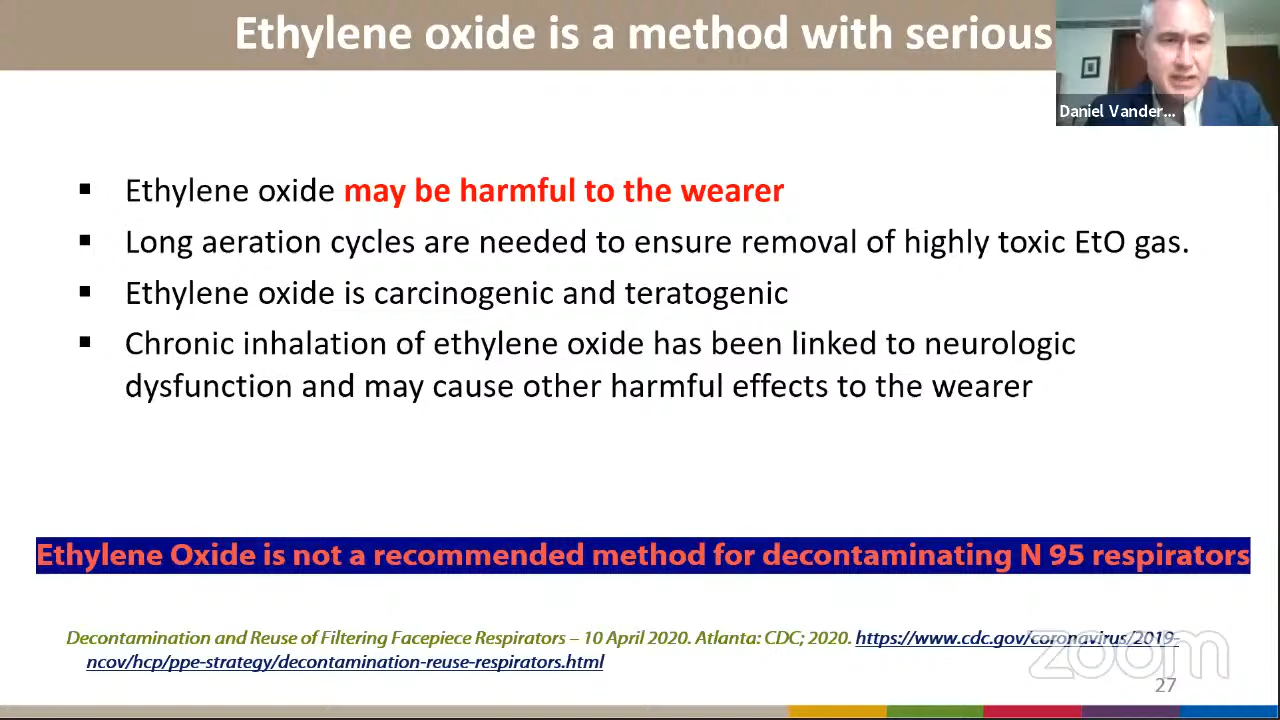 Ethylene oxide is a method with serious
Daniel Vander...
▪ Ethylene oxide may be harmful to the wearer
▪ Long aeration cycles are needed to ensure removal of highly toxic EtO gas.
▪ Ethylene oxide is carcinogenic and teratogenic
▪ Chronic inhalation of ethylene oxide has been linked to neurologic
dysfunction and may cause other harmful effects to the wearer
Ethylene Oxide is not a recommended method for decontaminating N 95 respirators
Decontamination and Reuse of Filtering Facepiece Respirators – 10 April 2020. Atlanta: CDC; 2020. https://www.cdc.gov/coronavirus/2019-
ncov/hcp/ppe-strategy/decontamination-reuse-respirators.html
zoom
27